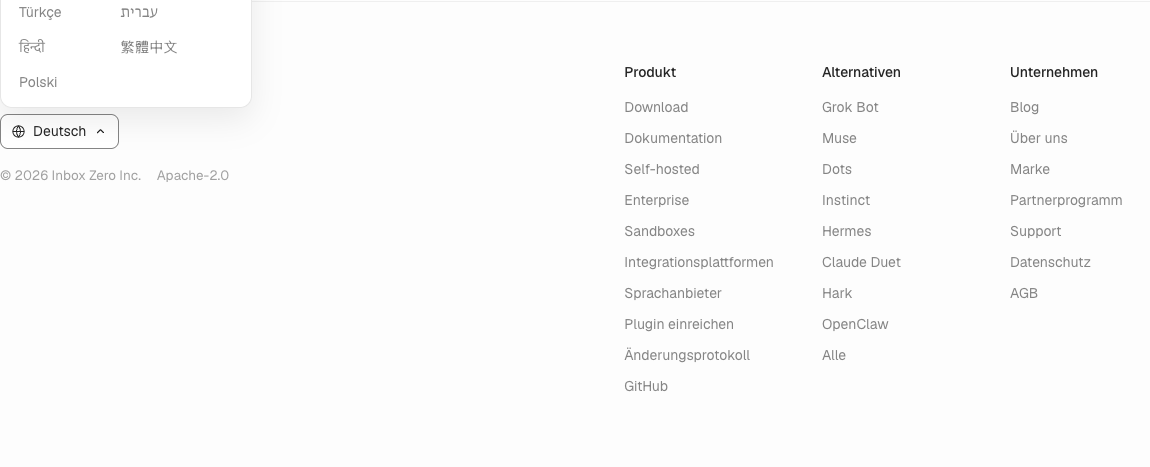 Türkçe
עברית
हिन्दी
繁體中文
Polski
Deutsch
© 2026 Inbox Zero Inc.
Apache-2.0
Produkt
Download
Dokumentation
Self-hosted
Enterprise
Sandboxes
Integrationsplattformen
Sprachanbieter
Plugin einreichen
Änderungsprotokoll
GitHub
Alternativen
Grok Bot
Muse
Dots
Instinct
Hermes
Claude Duet
Hark
OpenClaw
Alle
Unternehmen
Blog
Über uns
Marke
Partnerprogramm
Support
Datenschutz
AGB